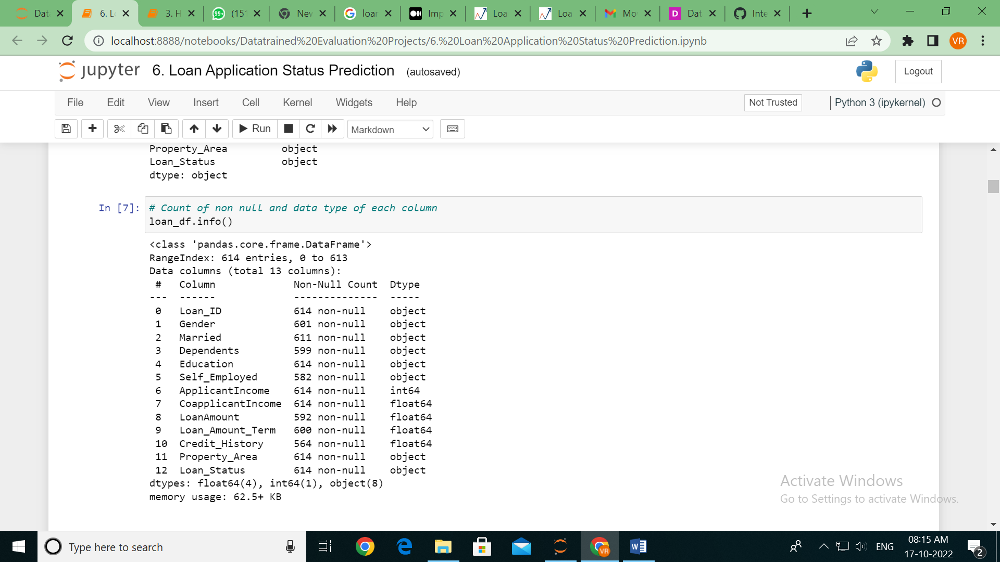 Dat
6. L
3. H
(15
99+
New
loan
Imp
Loa
Loa
Mo
D
Dat
Inte
localhost:8888/notebooks/Datatrained%20Evaluation%20Projects/6.%20Loan%20Application%20Status%20Prediction.ipynb
VR
jupyter 6. Loan Application Status Prediction (autosaved)
Logout
File Edit View Insert Cell Kernel Widgets Help
Not Trusted
Python 3 (ipykernel)
Run
Markdown
Property_Area object
Loan_Status object
dtype: object
In [7]: # Count of non null and data type of each column
loan_df.info()
<class 'pandas.core.frame.DataFrame'>
RangeIndex: 614 entries, 0 to 613
Data columns (total 13 columns):
# Column Non-Null Count Dtype
--- ------ -------------- -----
0 Loan_ID 614 non-null object
1 Gender 601 non-null object
2 Married 611 non-null object
3 Dependents 599 non-null object
4 Education 614 non-null object
5 Self_Employed 582 non-null object
6 ApplicantIncome 614 non-null int64
7 CoapplicantIncome 614 non-null float64
8 LoanAmount 592 non-null float64
9 Loan_Amount_Term 600 non-null float64
10 Credit_History 564 non-null float64
11 Property_Area 614 non-null object
12 Loan_Status 614 non-null object
dtypes: float64(4), int64(1), object(8)
memory usage: 62.5+ KB
Activate Windows
Go to Settings to activate Windows.
Type here to search
VR
W
ENG
08:15 AM
17-10-2022
2